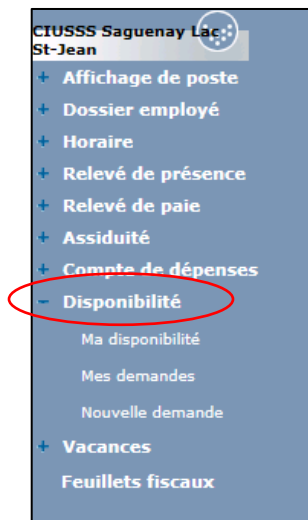 CIUSSS Saguenay Lac
St-Jean
+ Affichage de poste
+ Dossier employé
+ Horaire
+ Relevé de présence
+ Relevé de paie
+ Assiduité
+ Compte de dépenses
- Disponibilité
Ma disponibilité
Mes demandes
Nouvelle demande
+ Vacances
Feuillets fiscaux